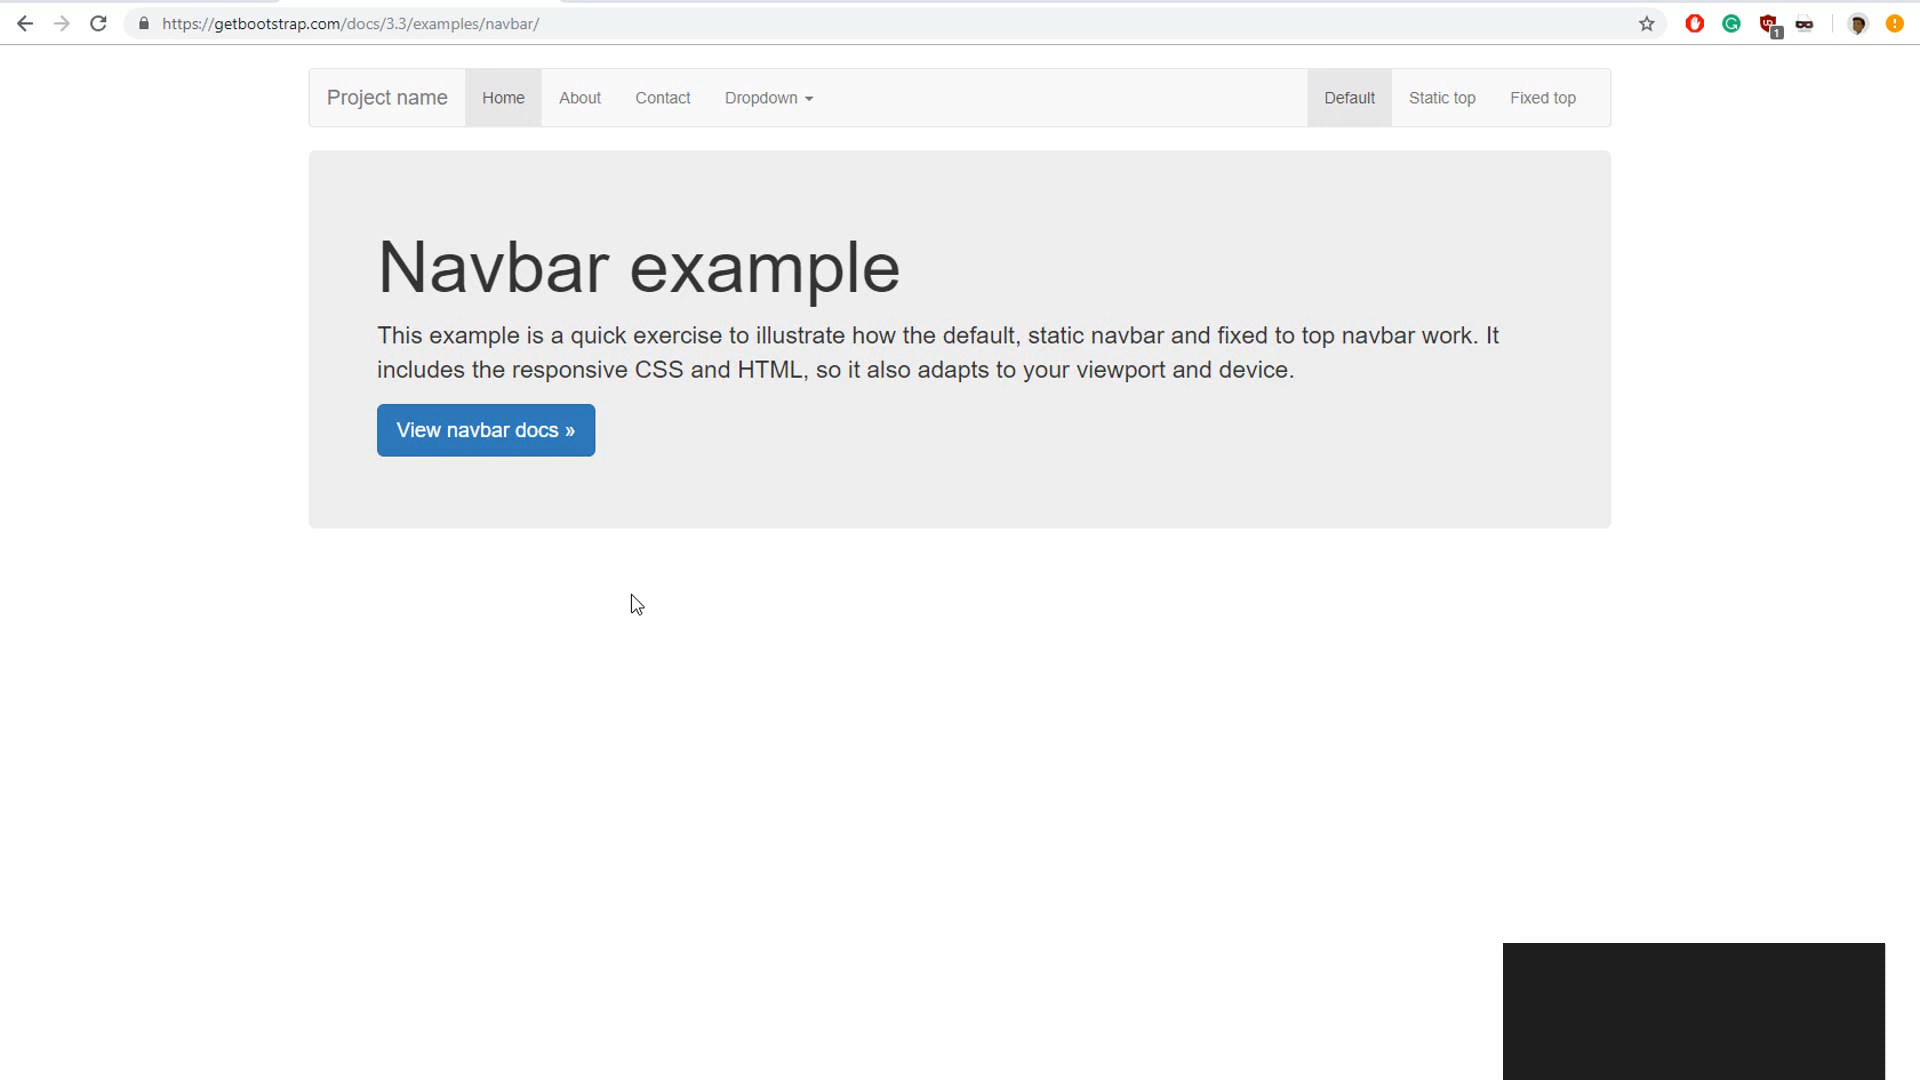 https://getbootstrap.com/docs/3.3/examples/navbar/
1
Project name Home About Contact Dropdown Default Static top Fixed top
Navbar example
This example is a quick exercise to illustrate how the default, static navbar and fixed to top navbar work. It
includes the responsive CSS and HTML, so it also adapts to your viewport and device.
View navbar docs »